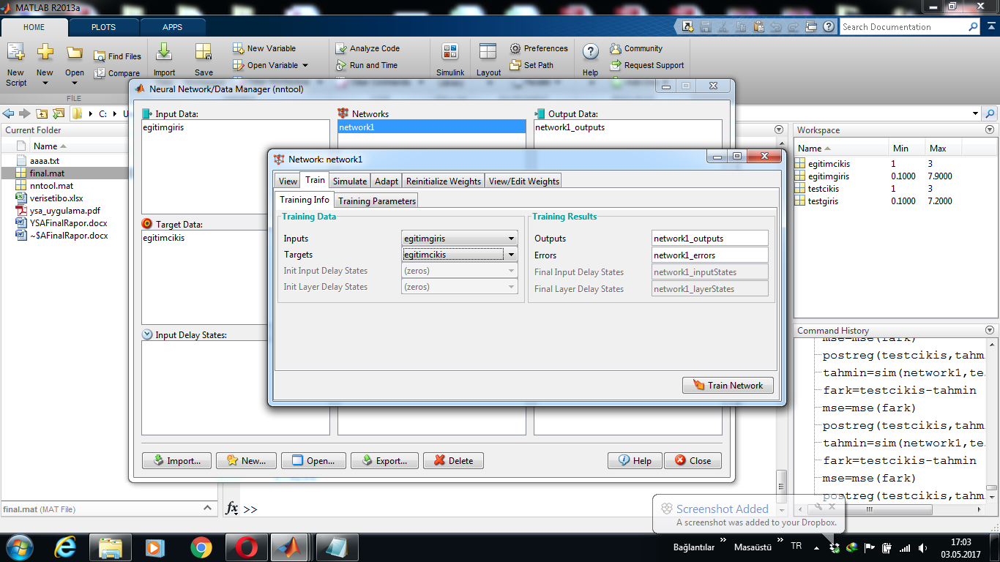 MATLAB R2013a
HOME
PLOTS
APPS
Search Documentation
New Script
New
Open
Find Files
Compare
Import
Save
New Variable
Open Variable
Analyze Code
Run and Time
Simulink
Layout
Preferences
Set Path
Help
Community
Request Support
FILE
C:
Neural Network/Data Manager (nntool)
Input Data:
egitimgiris
Networks
network1
Output Data:
network1_outputs
Target Data:
egitimcikis
Input Delay States:
Import...
New...
Open...
Export...
Delete
Help
Close
Current Folder
Name
aaaa.txt
final.mat
nntool.mat
verisetibo.xlsx
ysa_uygulama.pdf
YSAFinalRapor.docx
~$AFinalRapor.docx
final.mat (MAT File)
Network: network1
View
Train
Simulate
Adapt
Reinitialize Weights
View/Edit Weights
Training Info
Training Parameters
Training Data
Inputs
egitimgiris
Targets
egitimcikis
Init Input Delay States
(zeros)
Init Layer Delay States
(zeros)
Training Results
Outputs
network1_outputs
Errors
network1_errors
Final Input Delay States
network1_inputStates
Final Layer Delay States
network1_layerStates
Train Network
Workspace
Name Min Max
egitimcikis 1 3
egitimgiris 0.1000 7.9000
testcikis 1 3
testgiris 0.1000 7.2000
Command History
mse=mse(fark)
postreg(testcikis,tahmi
tahmin=sim(network1,te
fark=testcikis-tahmin
mse=mse(fark)
postreg(testcikis,tahmi
tahmin=sim(network1,te
fark=testcikis-tahmin
mse=mse(fark)
postreg(testcikis,tahmi
fx >>
Screenshot Added
A screenshot was added to your Dropbox.
Bağlantılar
Masaüstü
TR
17:03
03.05.2017